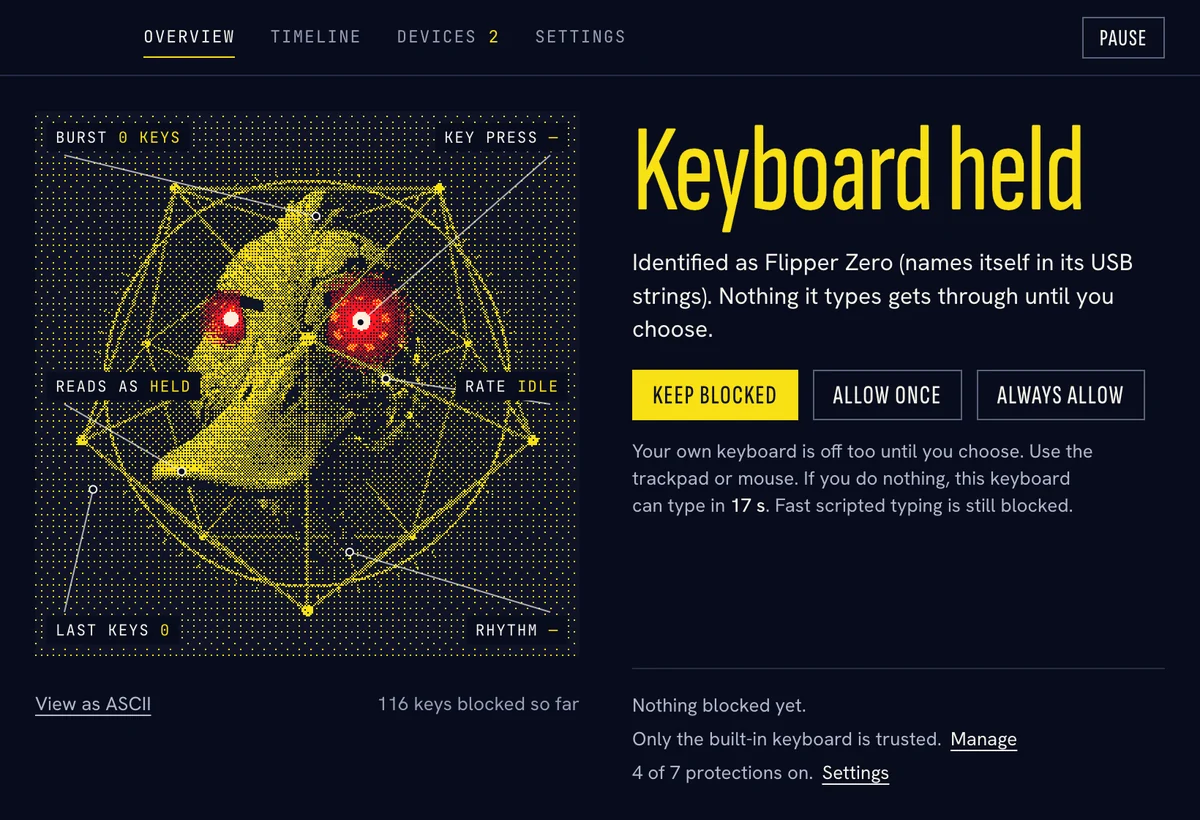 OVERVIEW
TIMELINE
DEVICES 2
SETTINGS
PAUSE
BURST 0 KEYS
KEY PRESS —
READS AS HELD
RATE IDLE
LAST KEYS 0
RHYTHM —
View as ASCII
116 keys blocked so far
Keyboard held
Identified as Flipper Zero (names itself in its USB
strings). Nothing it types gets through until you
choose.
KEEP BLOCKED
ALLOW ONCE
ALWAYS ALLOW
Your own keyboard is off too until you choose. Use the
trackpad or mouse. If you do nothing, this keyboard
can type in 17 s. Fast scripted typing is still blocked.
Nothing blocked yet.
Only the built-in keyboard is trusted. Manage
4 of 7 protections on. Settings